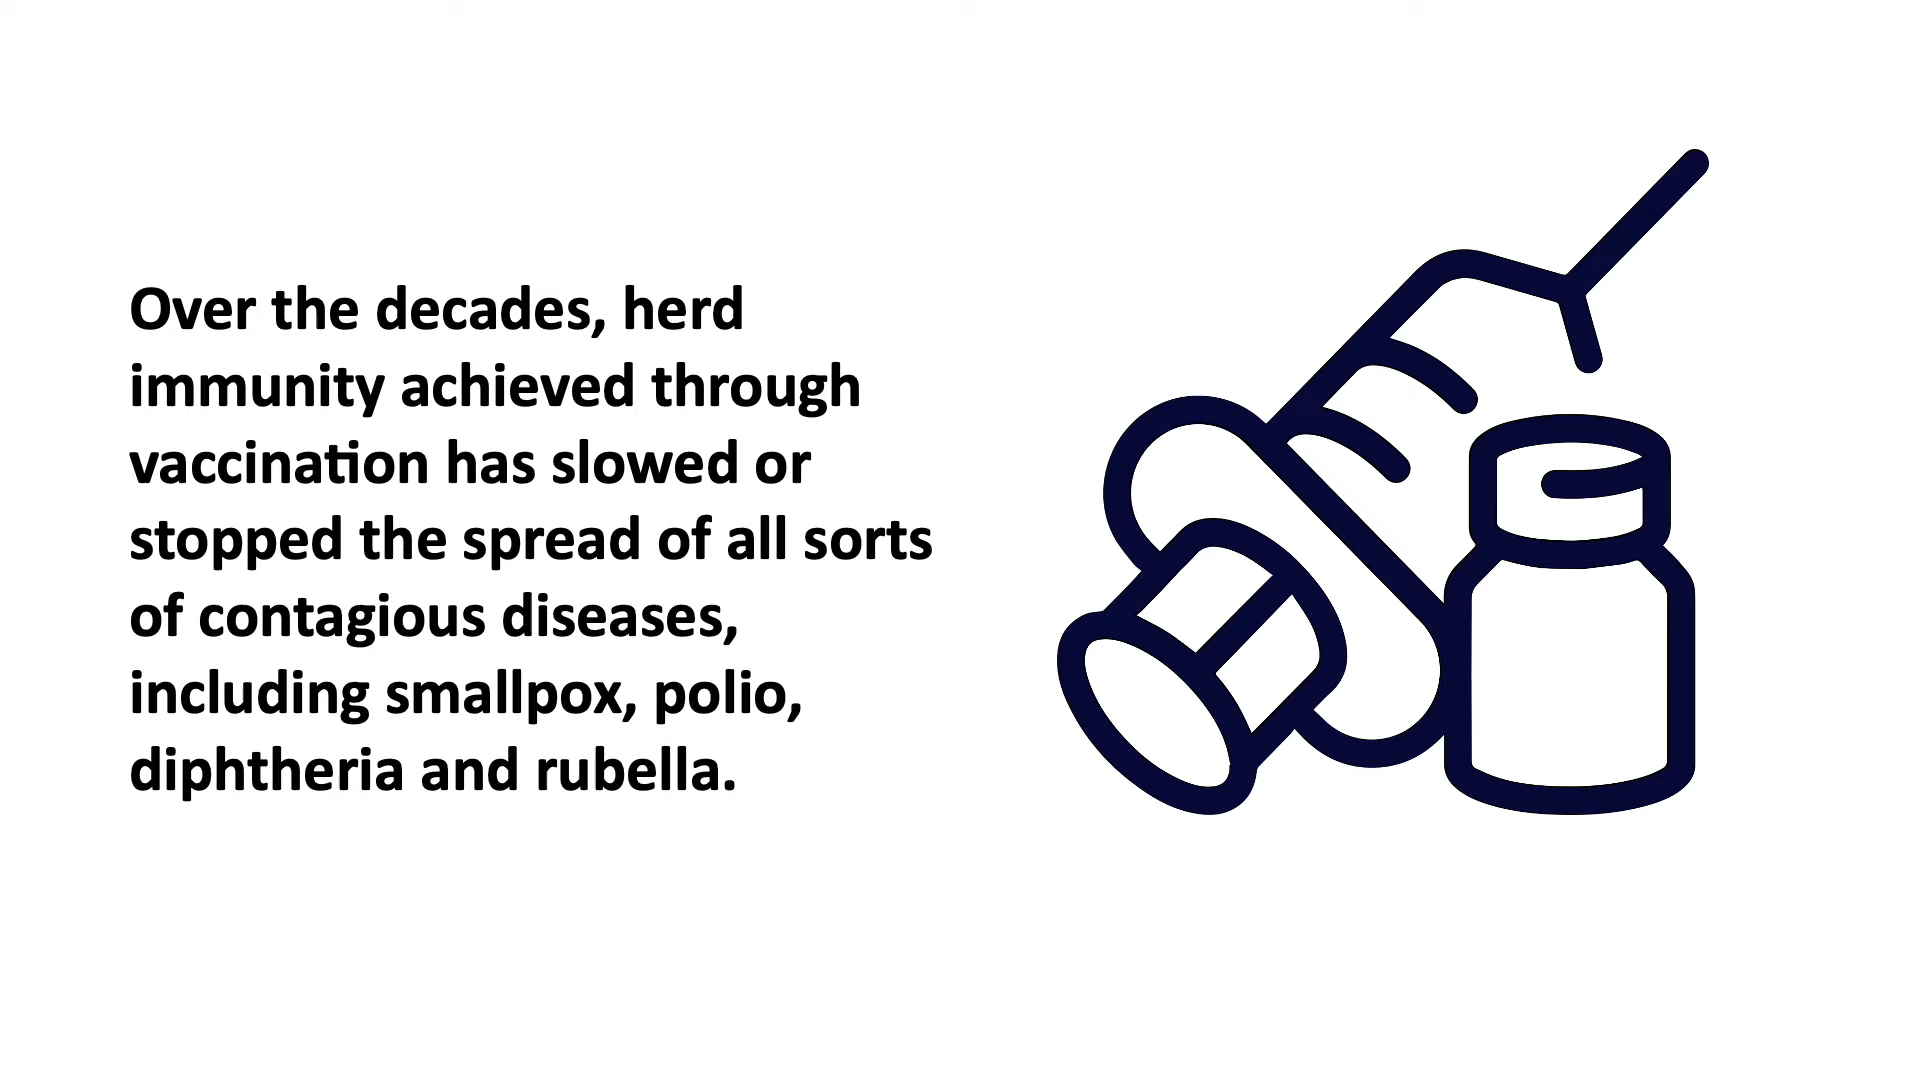 Over the decades, herd
immunity achieved through
vaccination has slowed or
stopped the spread of all sorts
of contagious diseases,
including smallpox, polio,
diphtheria and rubella.